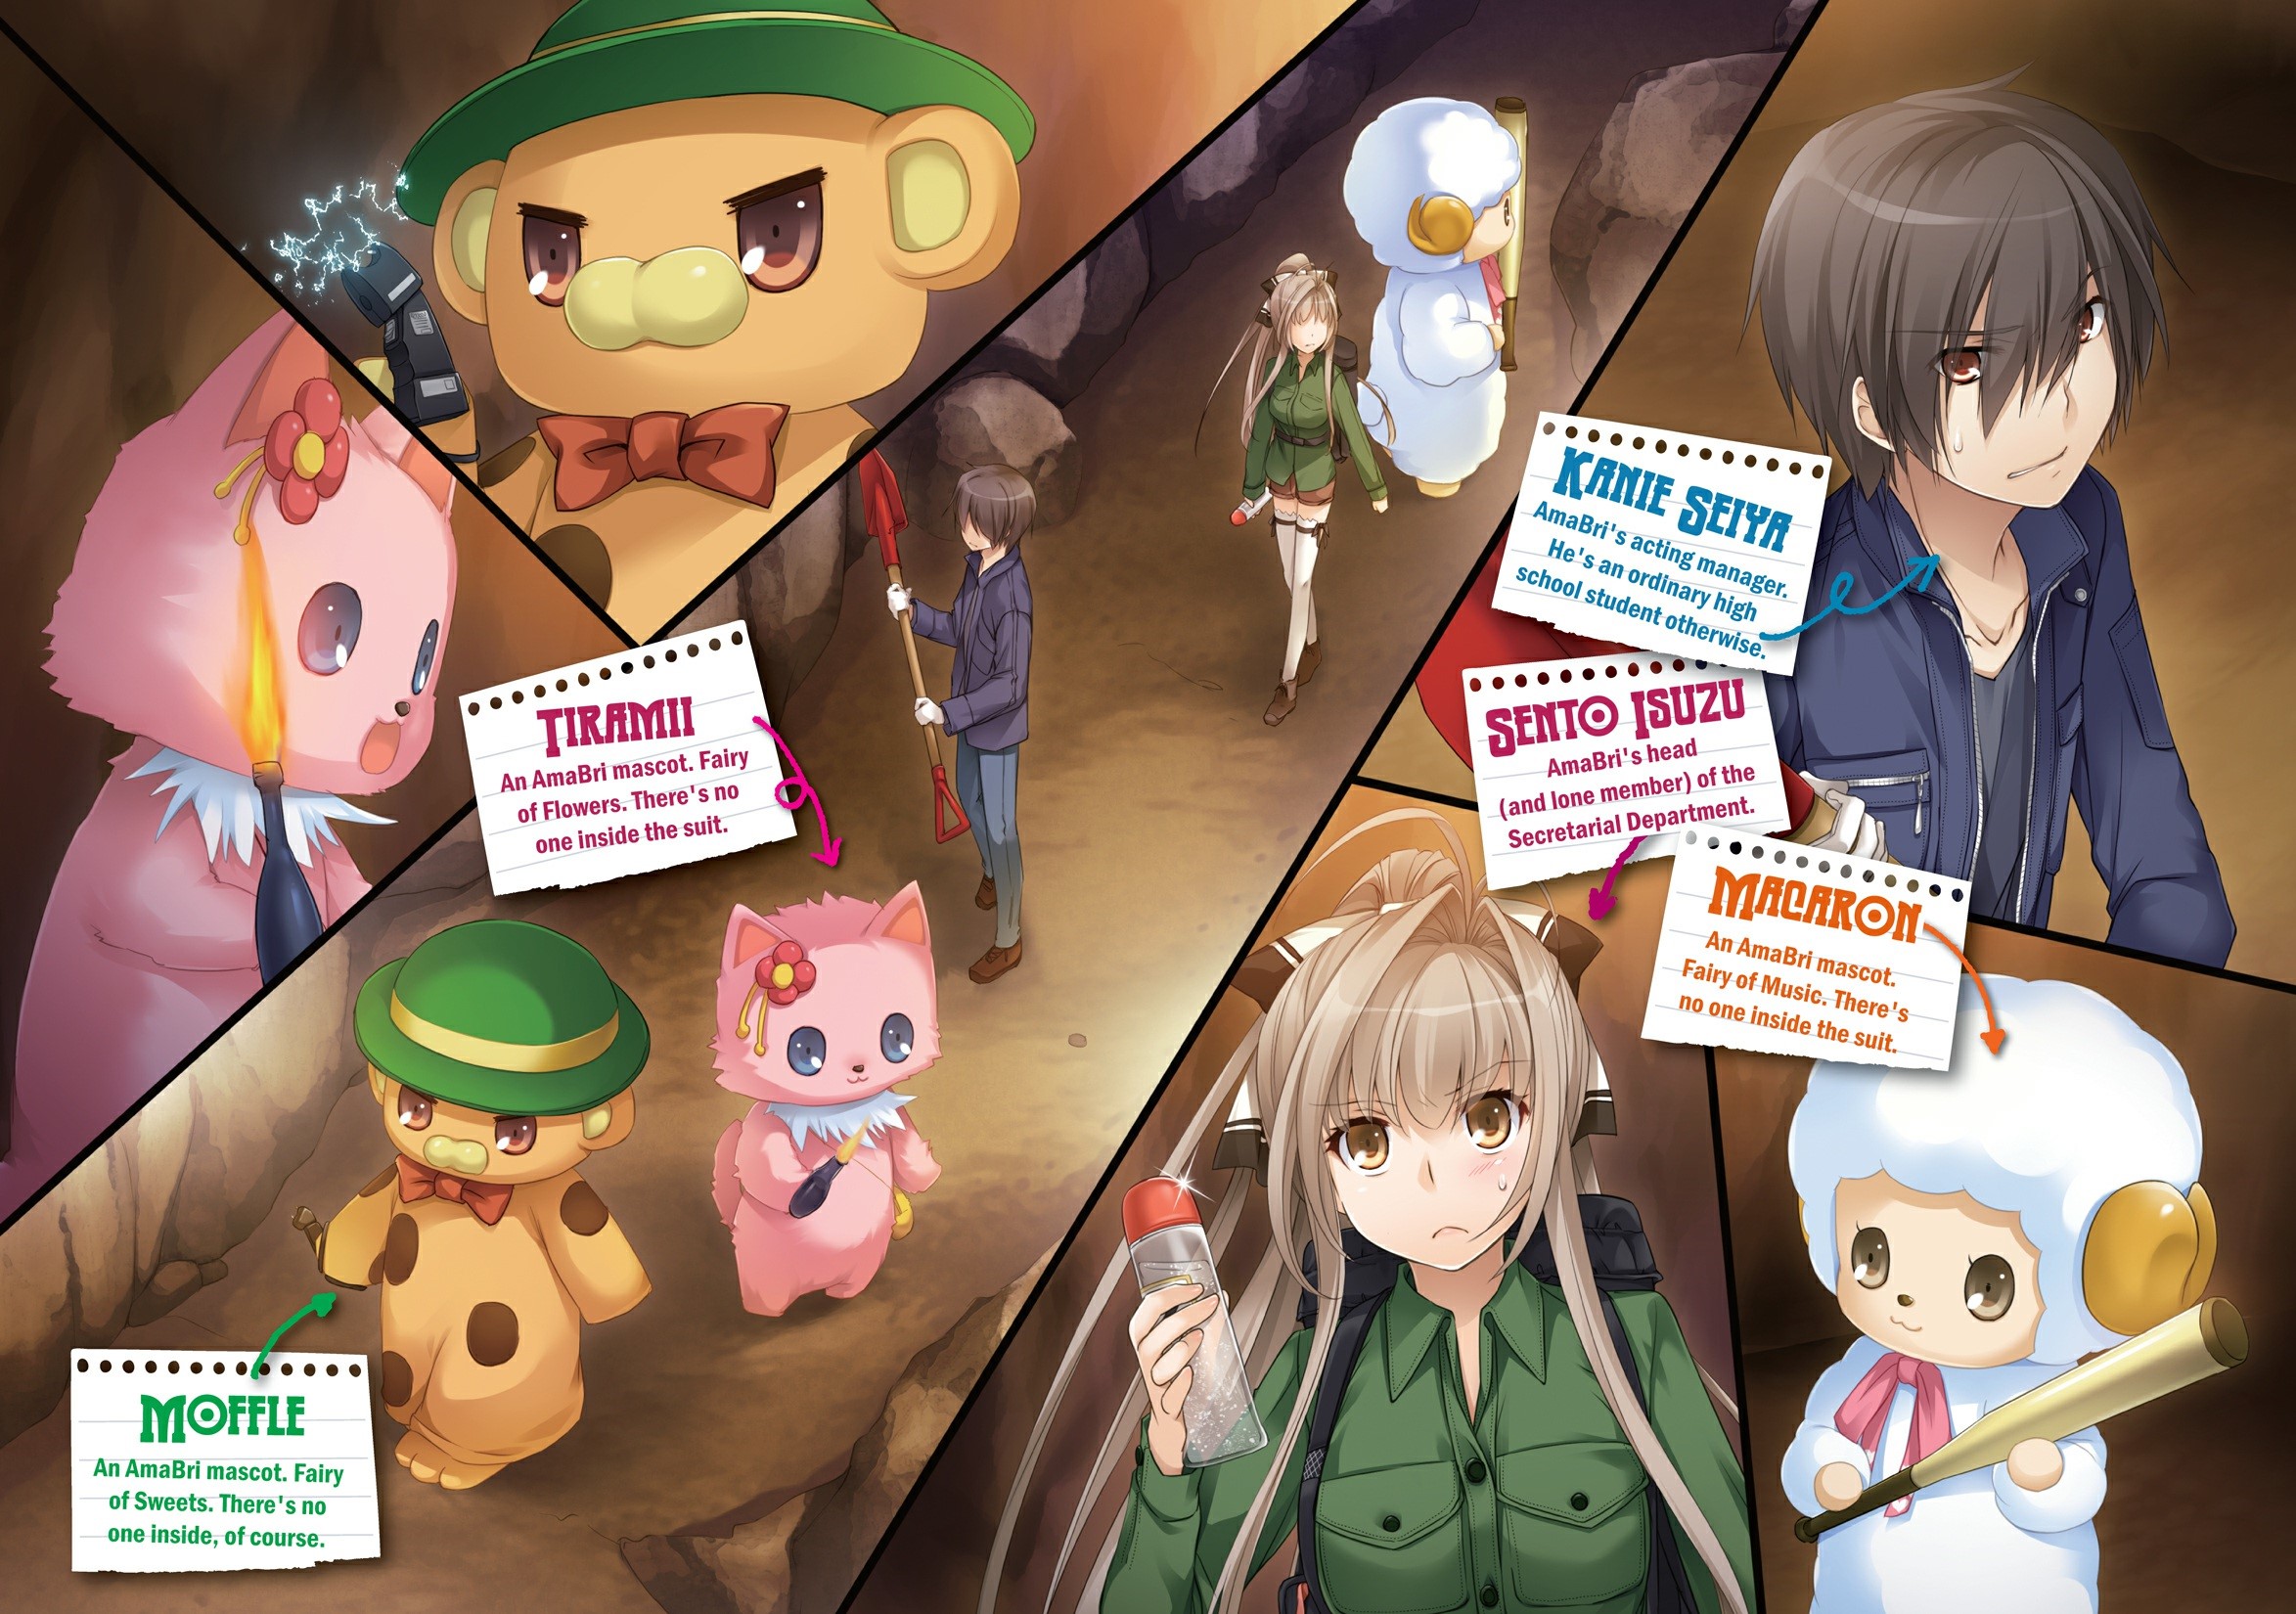 Kanie Seiya
AmaBri's acting manager.
He's an ordinary high
school student otherwise.
Tiramii
An AmaBri mascot. Fairy
of Flowers. There's no
one inside the suit.
Sento Isuzu
AmaBri's head
(and lone member) of the
Secretarial Department.
Macaron
An AmaBri mascot.
Fairy of Music. There's
no one inside the suit.
Moffle
An AmaBri mascot. Fairy
of Sweets. There's no
one inside, of course.